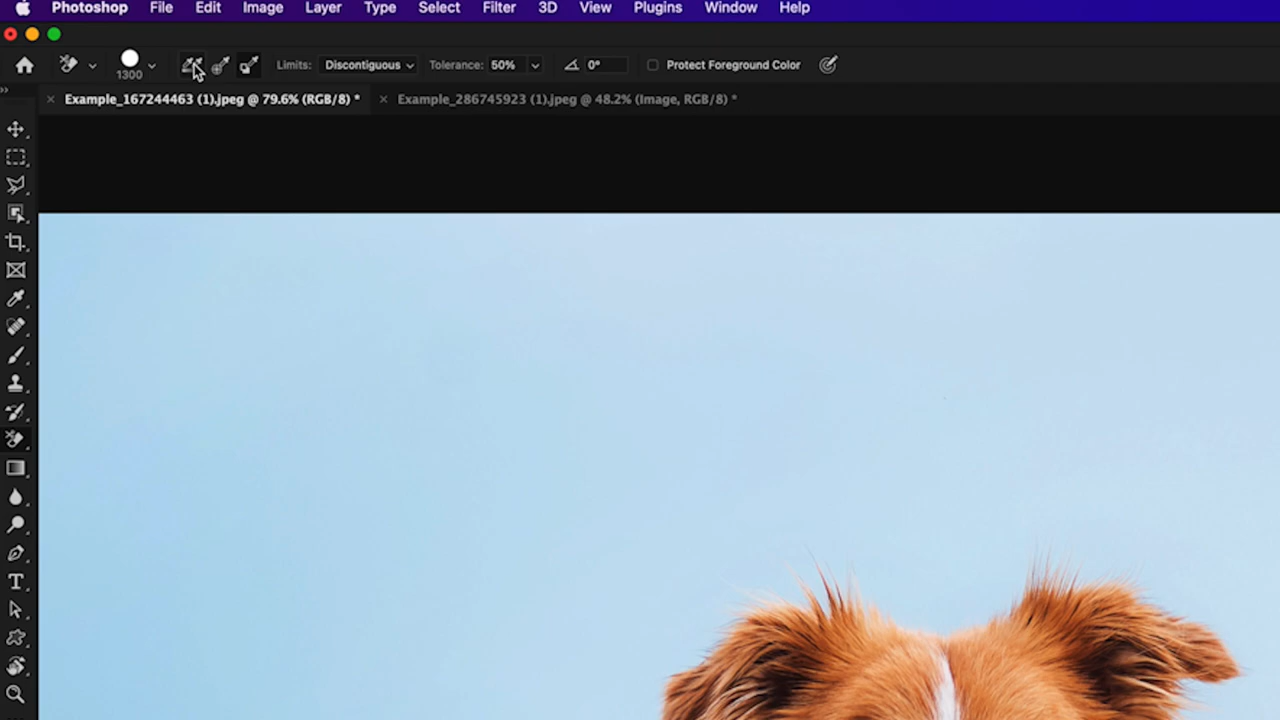 Photoshop File Edit Image Layer Type Select Filter 3D View Plugins Window Help
1300 Limits: Discontiguous Tolerance: 50% 0° Protect Foreground Color
Example_167244463 (1).jpeg @ 79.6% (RGB/8) * Example_286745923 (1).jpeg @ 48.2% (Image, RGB/8) *
T